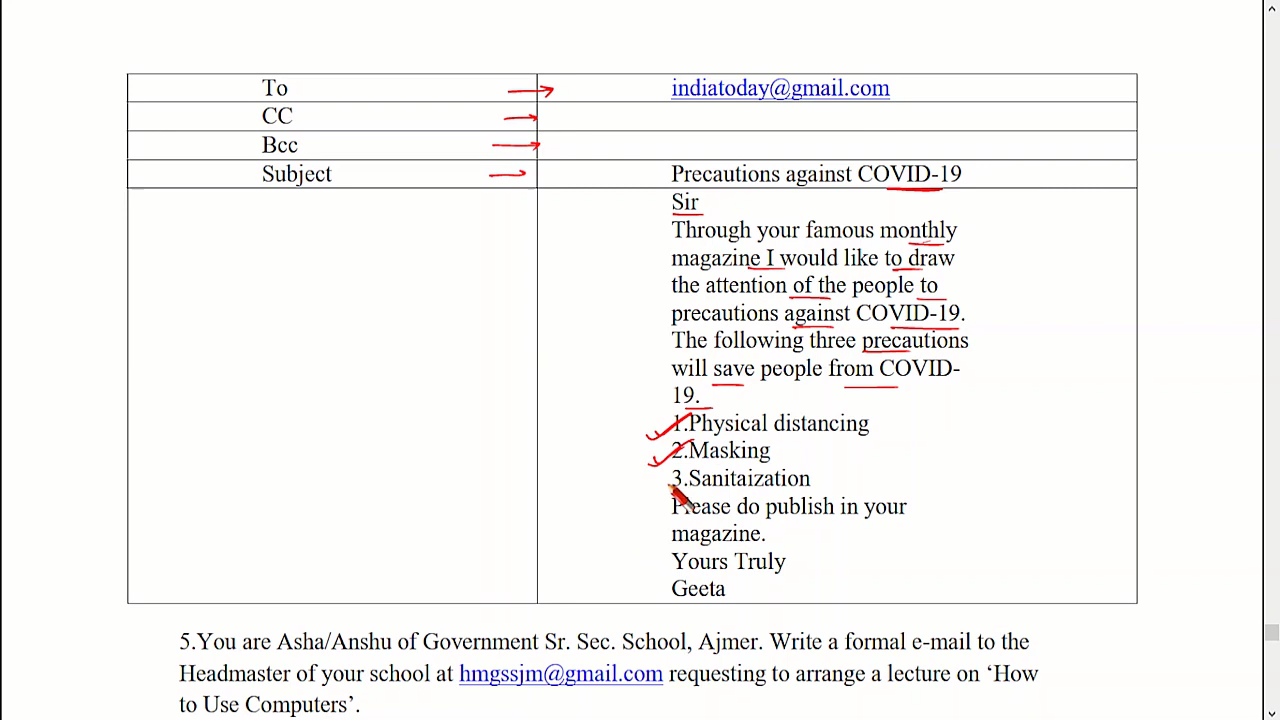 To indiatoday@gmail.com
CC
Bcc
Subject Precautions against COVID-19
Sir
Through your famous monthly
magazine I would like to draw
the attention of the people to
precautions against COVID-19.
The following three precautions
will save people from COVID-
19.
1.Physical distancing
2.Masking
3.Sanitaization
Please do publish in your
magazine.
Yours Truly
Geeta
5.You are Asha/Anshu of Government Sr. Sec. School, Ajmer. Write a formal e-mail to the
Headmaster of your school at hmgssjm@gmail.com requesting to arrange a lecture on ‘How
to Use Computers’.